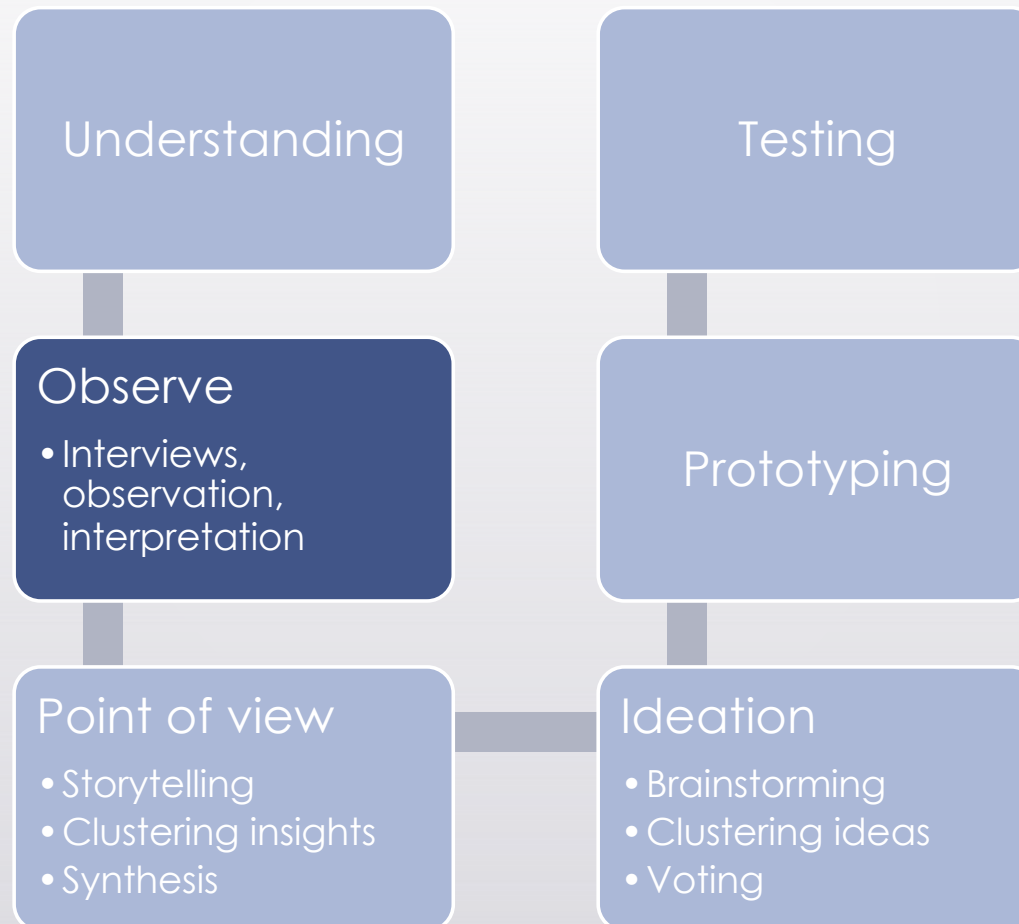 Understanding
Observe
• Interviews,
observation,
interpretation
Point of view
• Storytelling
• Clustering insights
• Synthesis
Ideation
• Brainstorming
• Clustering ideas
• Voting
Prototyping
Testing